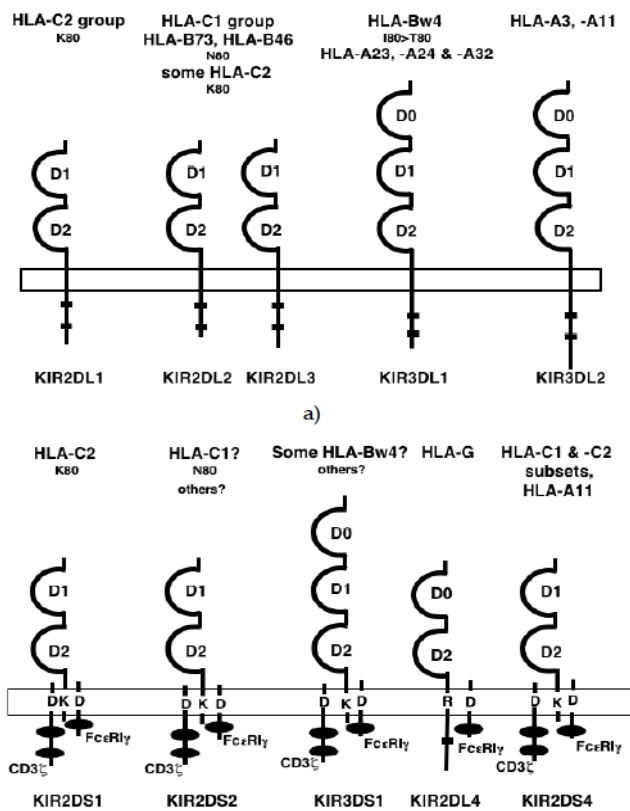 HLA-C2 group
K80
HLA-C1 group
HLA-B73, HLA-B46
N60
some HLA-C2
K80
HLA-Bw4
I80>T80
HLA-A23, -A24 & -A32
HLA-A3, -A11
D0 D0
D1 D1 D1 D1 D1
D2 D2 D2 D2 D2
KIR2DL1 KIR2DL2 KIR2DL3 KIR3DL1 KIR3DL2
a)
HLA-C2
K80
HLA-C1?
N80
others?
Some HLA-Bw4?
others?
HLA-G
HLA-C1 & -C2
subsets,
HLA-A11
D0
D1 D1 D1 D0 D1
D2 D2 D2 D2 D2
D K D D K D D K D R D D K D
FcεRIγ FcεRIγ FcεRIγ FcεRIγ FcεRIγ
CD3ζ CD3ζ CD3ζ CD3ζ
KIR2DS1 KIR2DS2 KIR3DS1 KIR2DL4 KIR2DS4